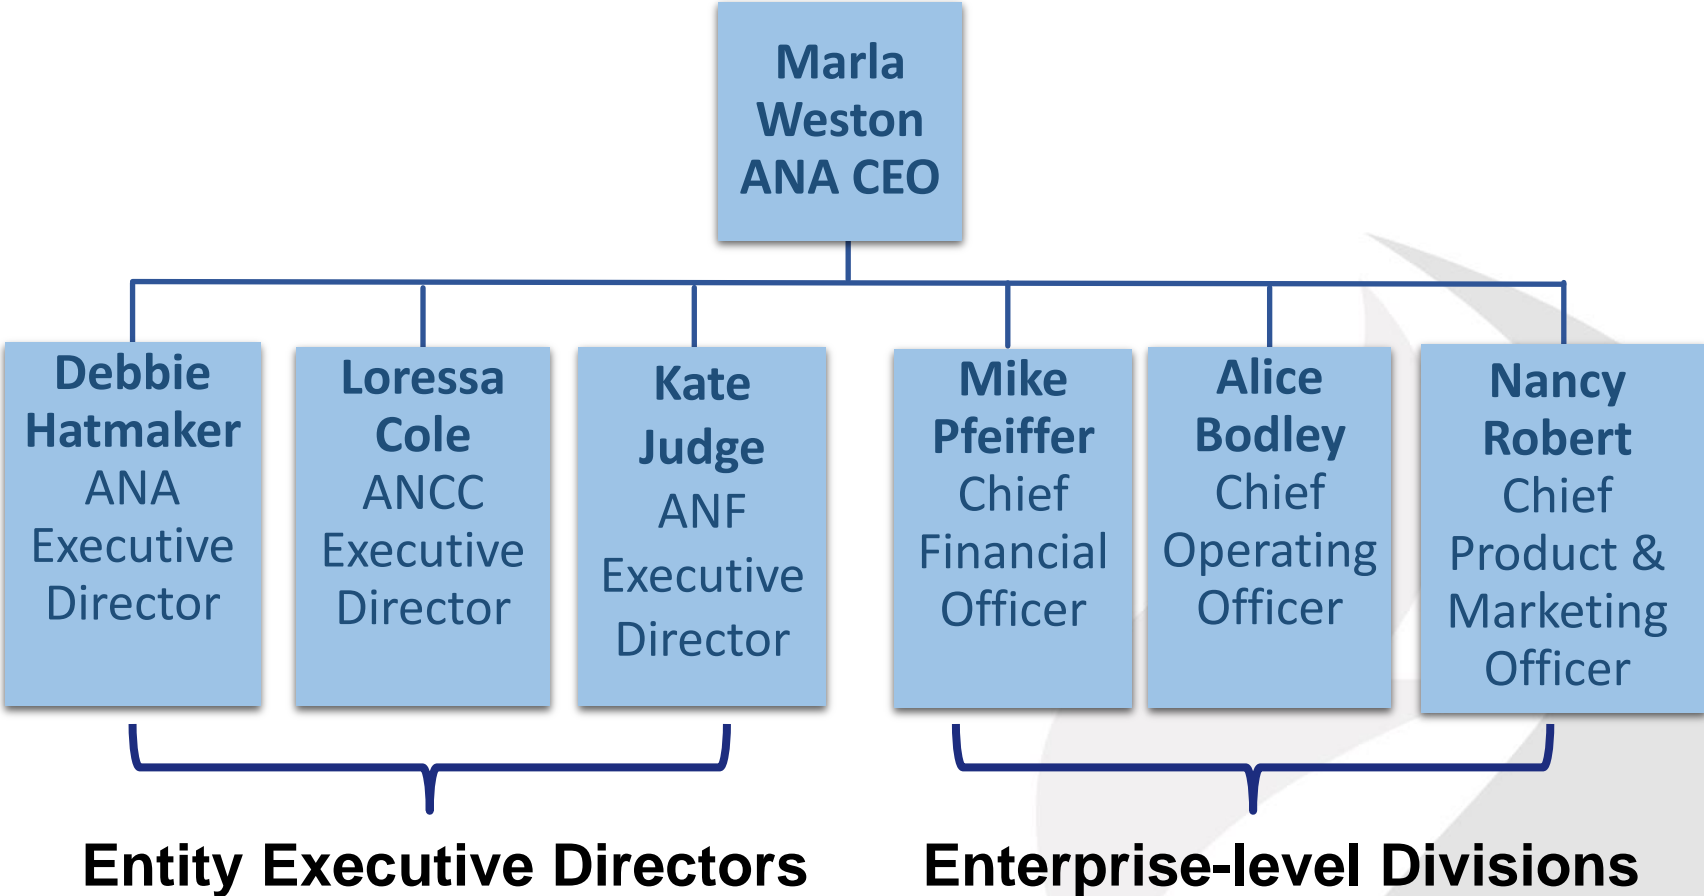 Marla
Weston
ANA CEO
Debbie
Hatmaker
ANA
Executive
Director
Loressa
Cole
ANCC
Executive
Director
Kate
Judge
ANF
Executive
Director
Mike
Pfeiffer
Chief
Financial
Officer
Alice
Bodley
Chief
Operating
Officer
Nancy
Robert
Chief
Product &
Marketing
Officer
Entity Executive Directors
Enterprise-level Divisions